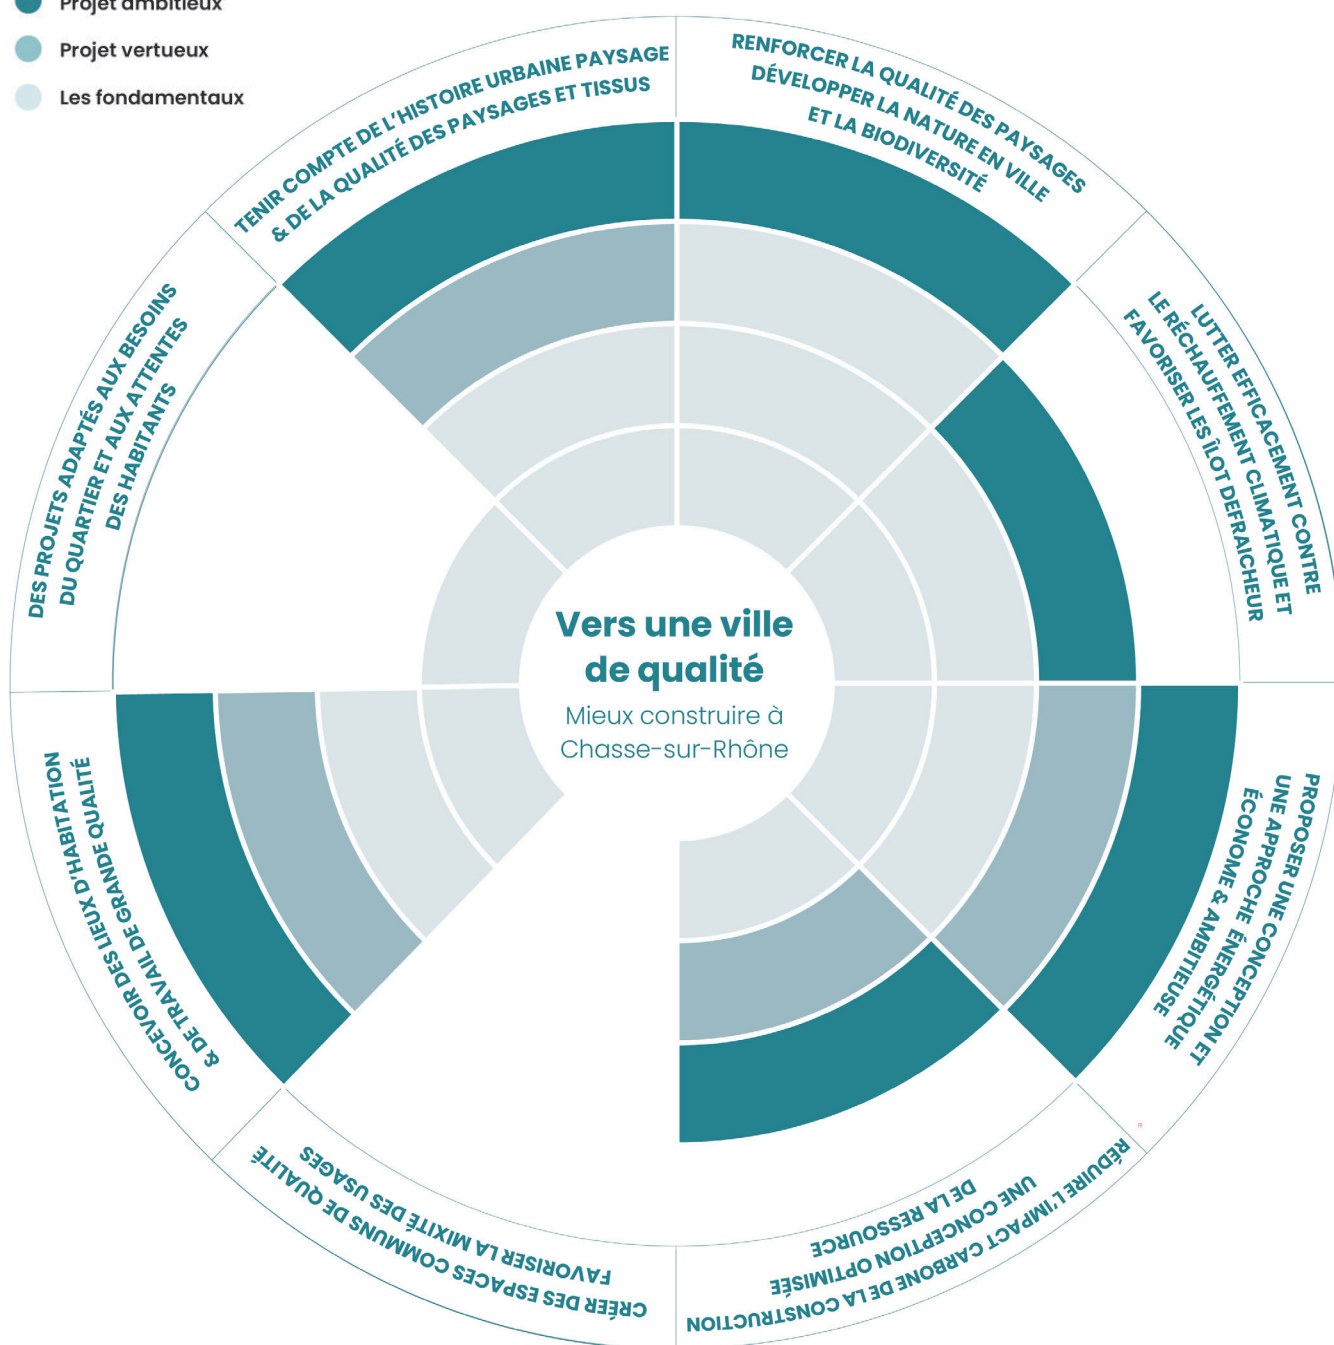 Projet ambitieux
Projet vertueux
Les fondamentaux
TENIR COMPTE DE L'HISTOIRE URBAINE PAYSAGE
& DE LA QUALITÉ DES PAYSAGES ET TISSUS
RENFORCER LA QUALITÉ DES PAYSAGES
DÉVELOPPER LA NATURE EN VILLE
ET LA BIODIVERSITÉ
LUTTER EFFICACEMENT CONTRE
LE RÉCHAUFFEMENT CLIMATIQUE ET
FAVORISER LES ÎLOT DEFRAICHEUR
PROPOSER UNE CONCEPTION ET
UNE APPROCHE ÉNERGÉTIQUE
ÉCONOME & AMBITIEUSE
RÉDUIRE L'IMPACT CARBONE DE LA CONSTRUCTION
UNE CONCEPTION OPTIMISÉE
DE LA RESSOURCE
CRÉER DES ESPACES COMMUNS DE QUALITÉ
FAVORISER LA MIXITÉ DES USAGES
CONCEVOIR DES LIEUX D'HABITATION
& DE TRAVAIL DE GRANDE QUALITÉ
DES PROJETS ADAPTÉS AUX BESOINS
DU QUARTIER ET AUX ATTENTES
DES HABITANTS
Vers une ville
de qualité
Mieux construire à
Chasse-sur-Rhône